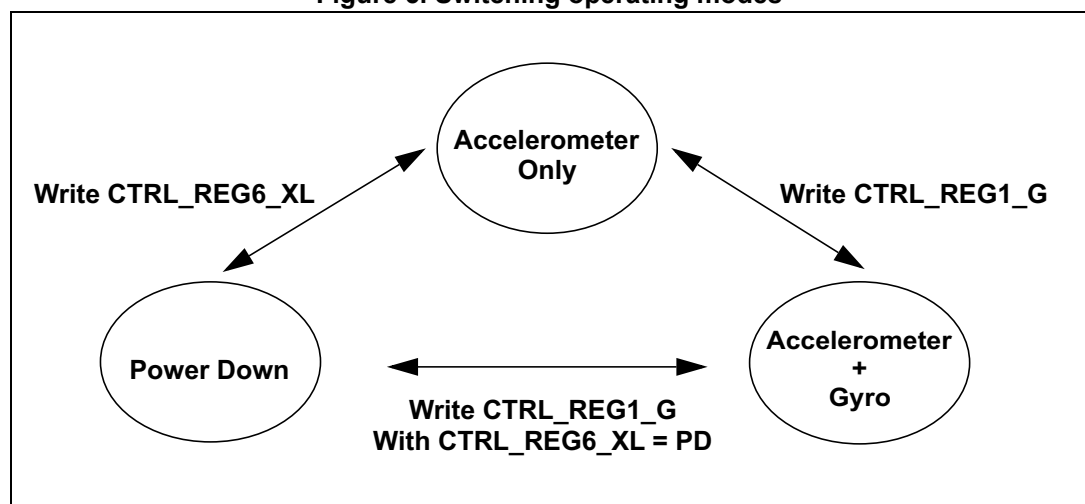 Figure 6. Switching operating modes
Accelerometer
Only
Write CTRL_REG6_XL
Write CTRL_REG1_G
Power Down
Accelerometer
+
Gyro
Write CTRL_REG1_G
With CTRL_REG6_XL = PD